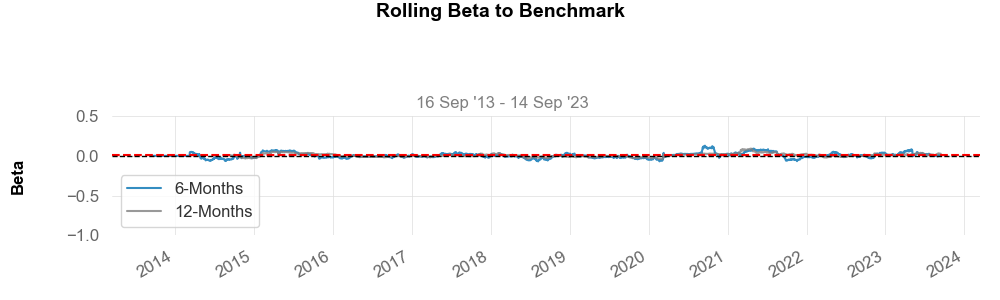 Rolling Beta to Benchmark
16 Sep '13 - 14 Sep '23
Beta
0.5
0.0
−0.5
−1.0
6-Months
12-Months
2014 2015 2016 2017 2018 2019 2020 2021 2022 2023 2024